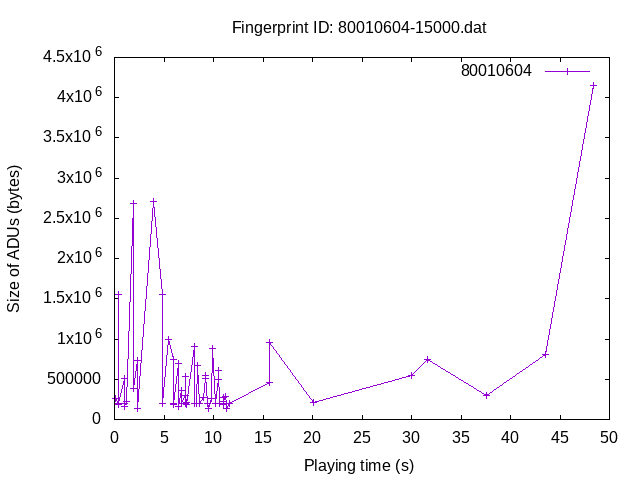 Fingerprint ID: 80010604-15000.dat
80010604
4.5x10^6
4x10^6
3.5x10^6
3x10^6
2.5x10^6
2x10^6
1.5x10^6
1x10^6
500000
0
Size of ADUs (bytes)
0 5 10 15 20 25 30 35 40 45 50
Playing time (s)